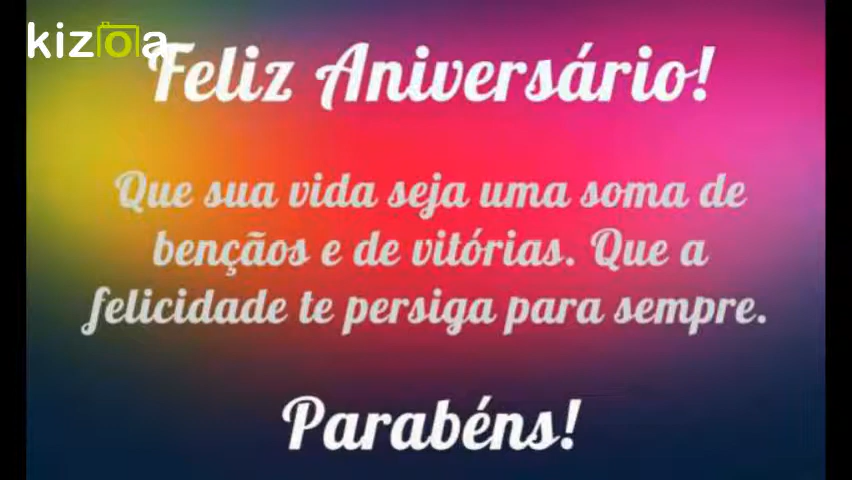 kizoa
Feliz Aniversário!
Que sua vida seja uma soma de
bençãos e de vitórias. Que a
felicidade te persiga para sempre.
Parabéns!